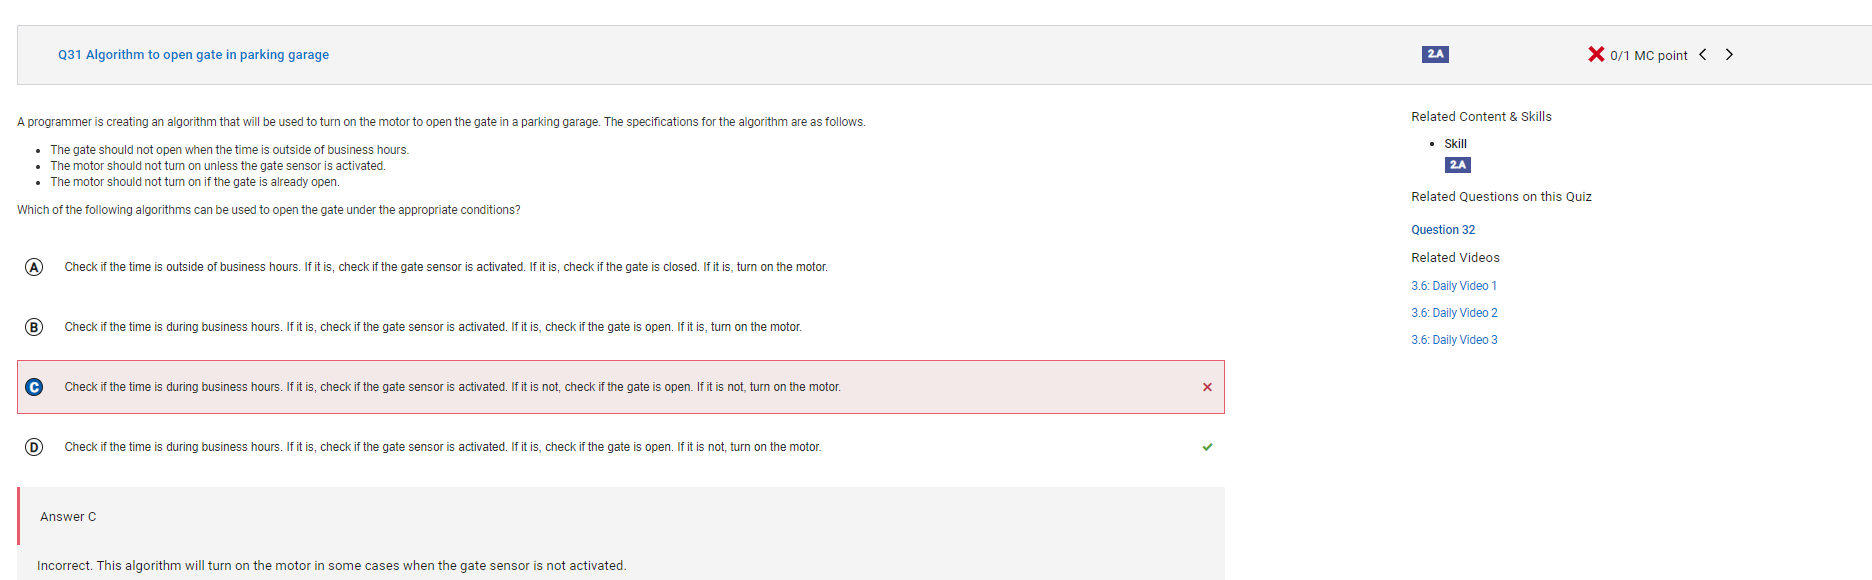 Q31 Algorithm to open gate in parking garage
2.A
0/1 MC point
A programmer is creating an algorithm that will be used to turn on the motor to open the gate in a parking garage. The specifications for the algorithm are as follows.
The gate should not open when the time is outside of business hours.
The motor should not turn on unless the gate sensor is activated.
The motor should not turn on if the gate is already open.
Which of the following algorithms can be used to open the gate under the appropriate conditions?
A Check if the time is outside of business hours. If it is, check if the gate sensor is activated. If it is, check if the gate is closed. If it is, turn on the motor.
B Check if the time is during business hours. If it is, check if the gate sensor is activated. If it is, check if the gate is open. If it is, turn on the motor.
C Check if the time is during business hours. If it is, check if the gate sensor is activated. If it is not, check if the gate is open. If it is not, turn on the motor.
D Check if the time is during business hours. If it is, check if the gate sensor is activated. If it is, check if the gate is open. If it is not, turn on the motor.
Answer C
Incorrect. This algorithm will turn on the motor in some cases when the gate sensor is not activated.
Related Content & Skills
Skill
2.A
Related Questions on this Quiz
Question 32
Related Videos
3.6: Daily Video 1
3.6: Daily Video 2
3.6: Daily Video 3